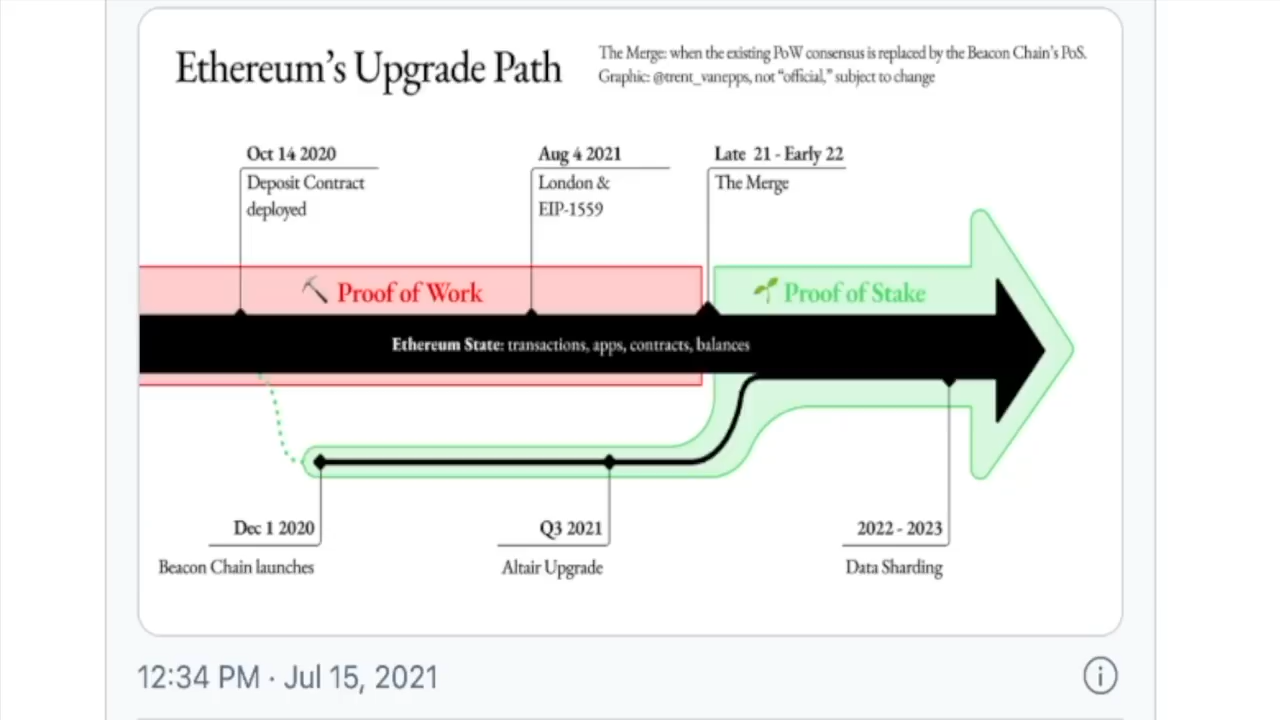 Ethereum's Upgrade Path
The Merge: when the existing PoW consensus is replaced by the Beacon Chain's PoS.
Graphic: @trent_vanepps, not “official,” subject to change
Oct 14 2020
Deposit Contract
deployed
Aug 4 2021
London &
EIP-1559
Late 21 - Early 22
The Merge
Proof of Work
Proof of Stake
Ethereum State: transactions, apps, contracts, balances
Dec 1 2020
Beacon Chain launches
Q3 2021
Altair Upgrade
2022 - 2023
Data Sharding
12:34 PM · Jul 15, 2021